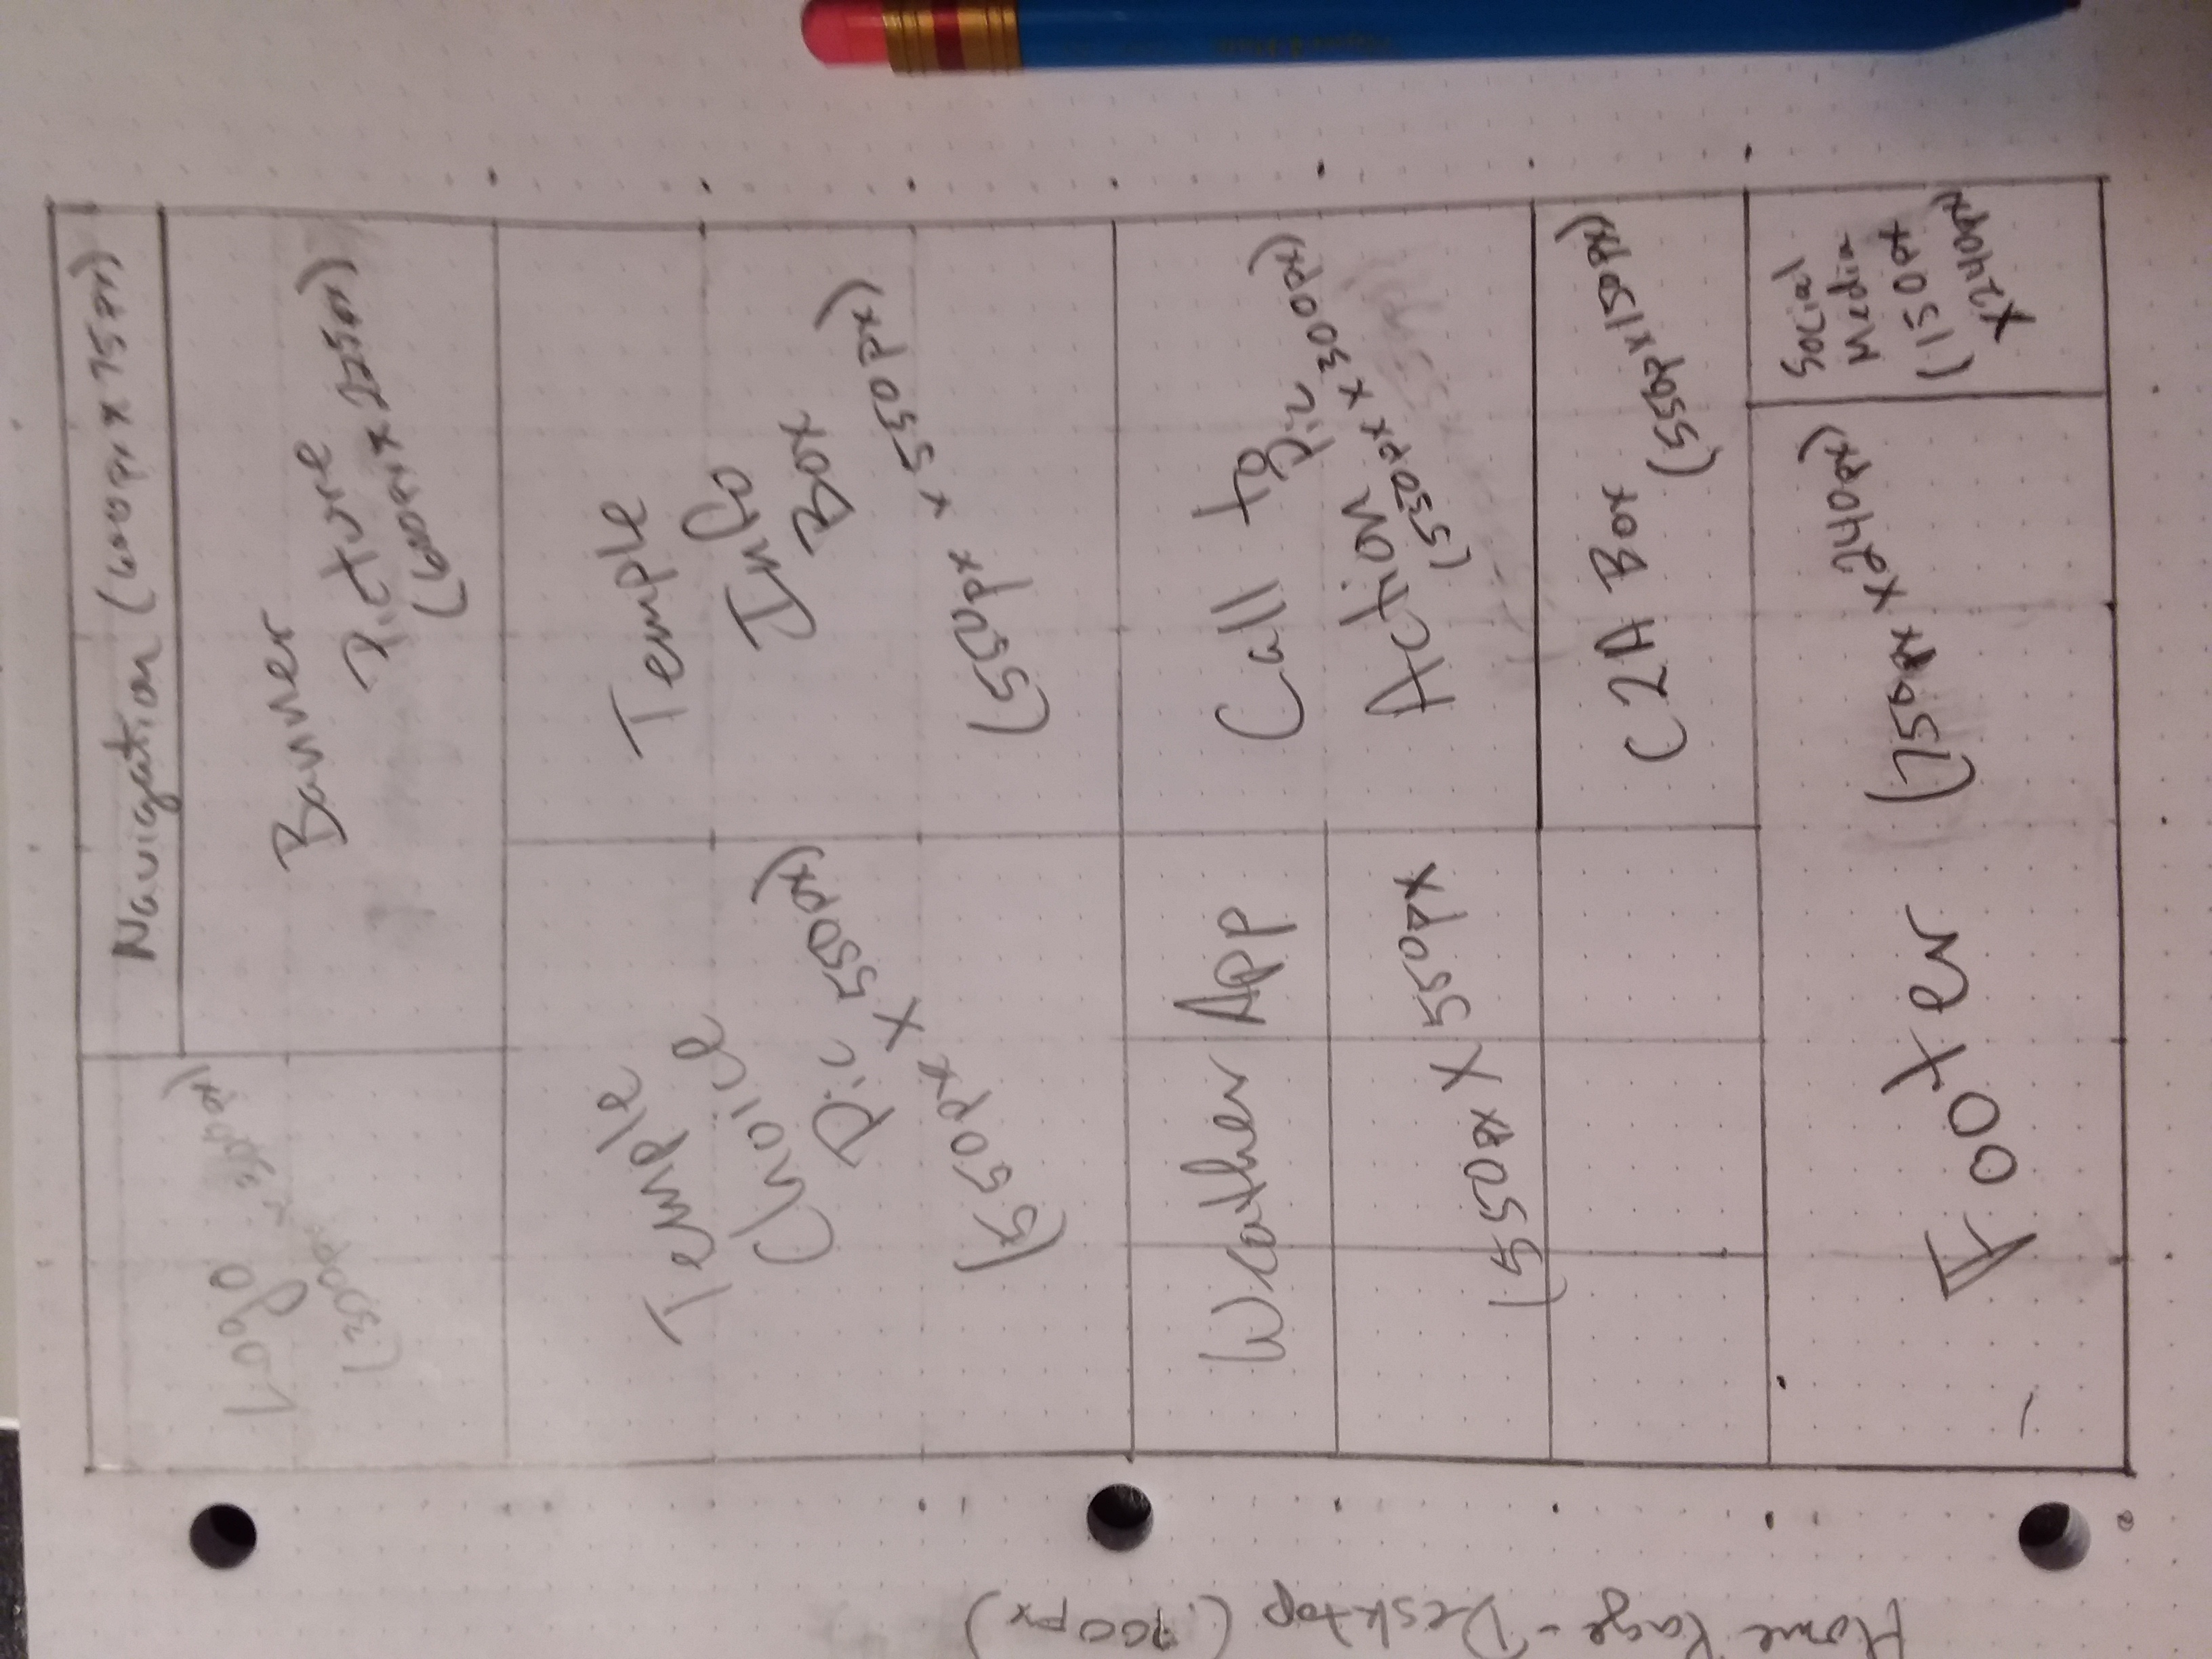 Navigation (600px x 75px)
Logo
(300px x
Banner
Picture
(600px x 225px)
Temple
Choice
Pic
(550px x 550px)
Temple
Info
Box
(550px x 550px)
Weather App
(550px x 550px
Call to
Action Pic
(550px x 300px)
C2A Box (550px x 150px)
Footer (750px x 240px)
Social
Media
(150px
x 240px)
Home Page - Desktop (900px)